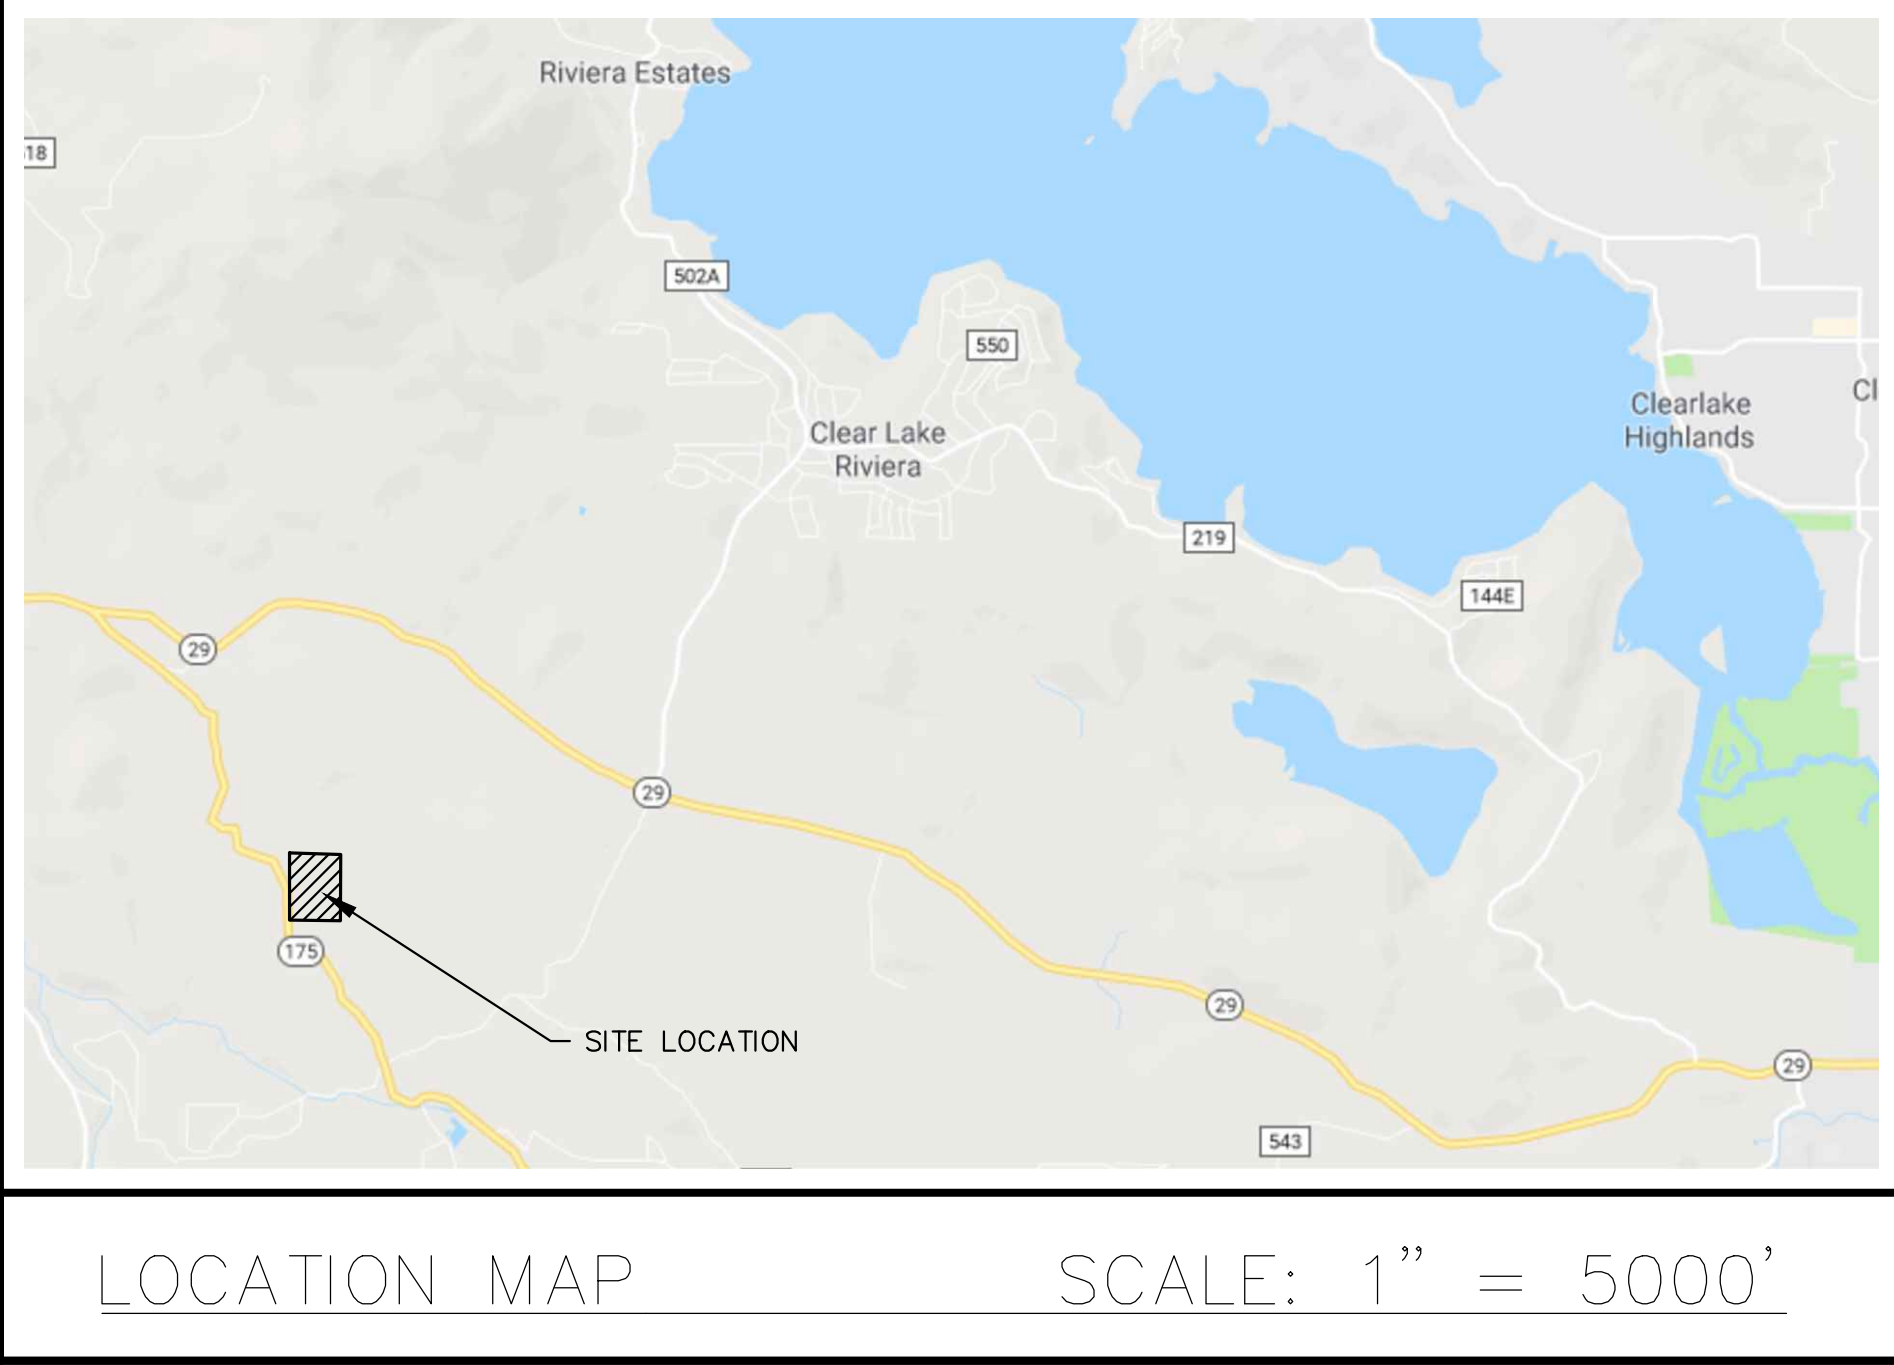 Riviera Estates
18
502A
550
Clear Lake
Riviera
Clearlake
Highlands
Cl
219
144E
29
29
175
29
SITE LOCATION
29
543
LOCATION MAP
SCALE: 1" = 5000'